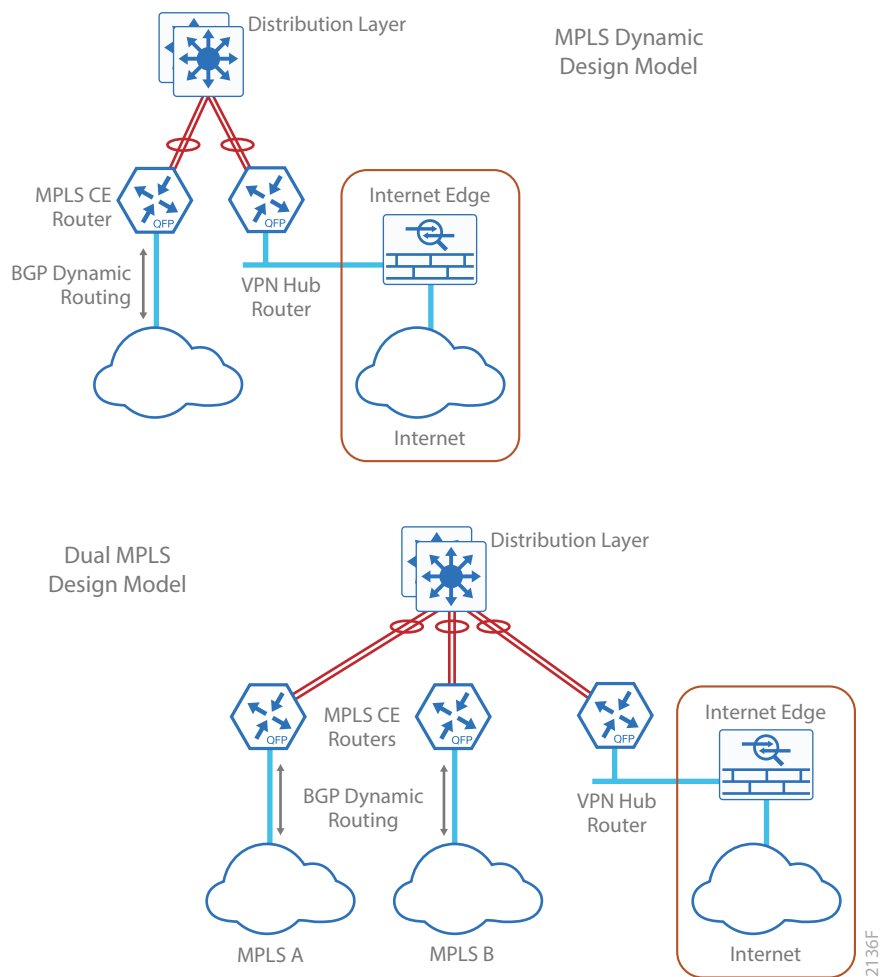 Distribution Layer
MPLS Dynamic
Design Model
MPLS CE
Router
QFP
QFP
Internet Edge
BGP Dynamic
Routing
VPN Hub
Router
Internet
Dual MPLS
Design Model
Distribution Layer
MPLS CE
Routers
QFP
QFP
QFP
Internet Edge
BGP Dynamic
Routing
VPN Hub
Router
MPLS A
MPLS B
Internet
2136F